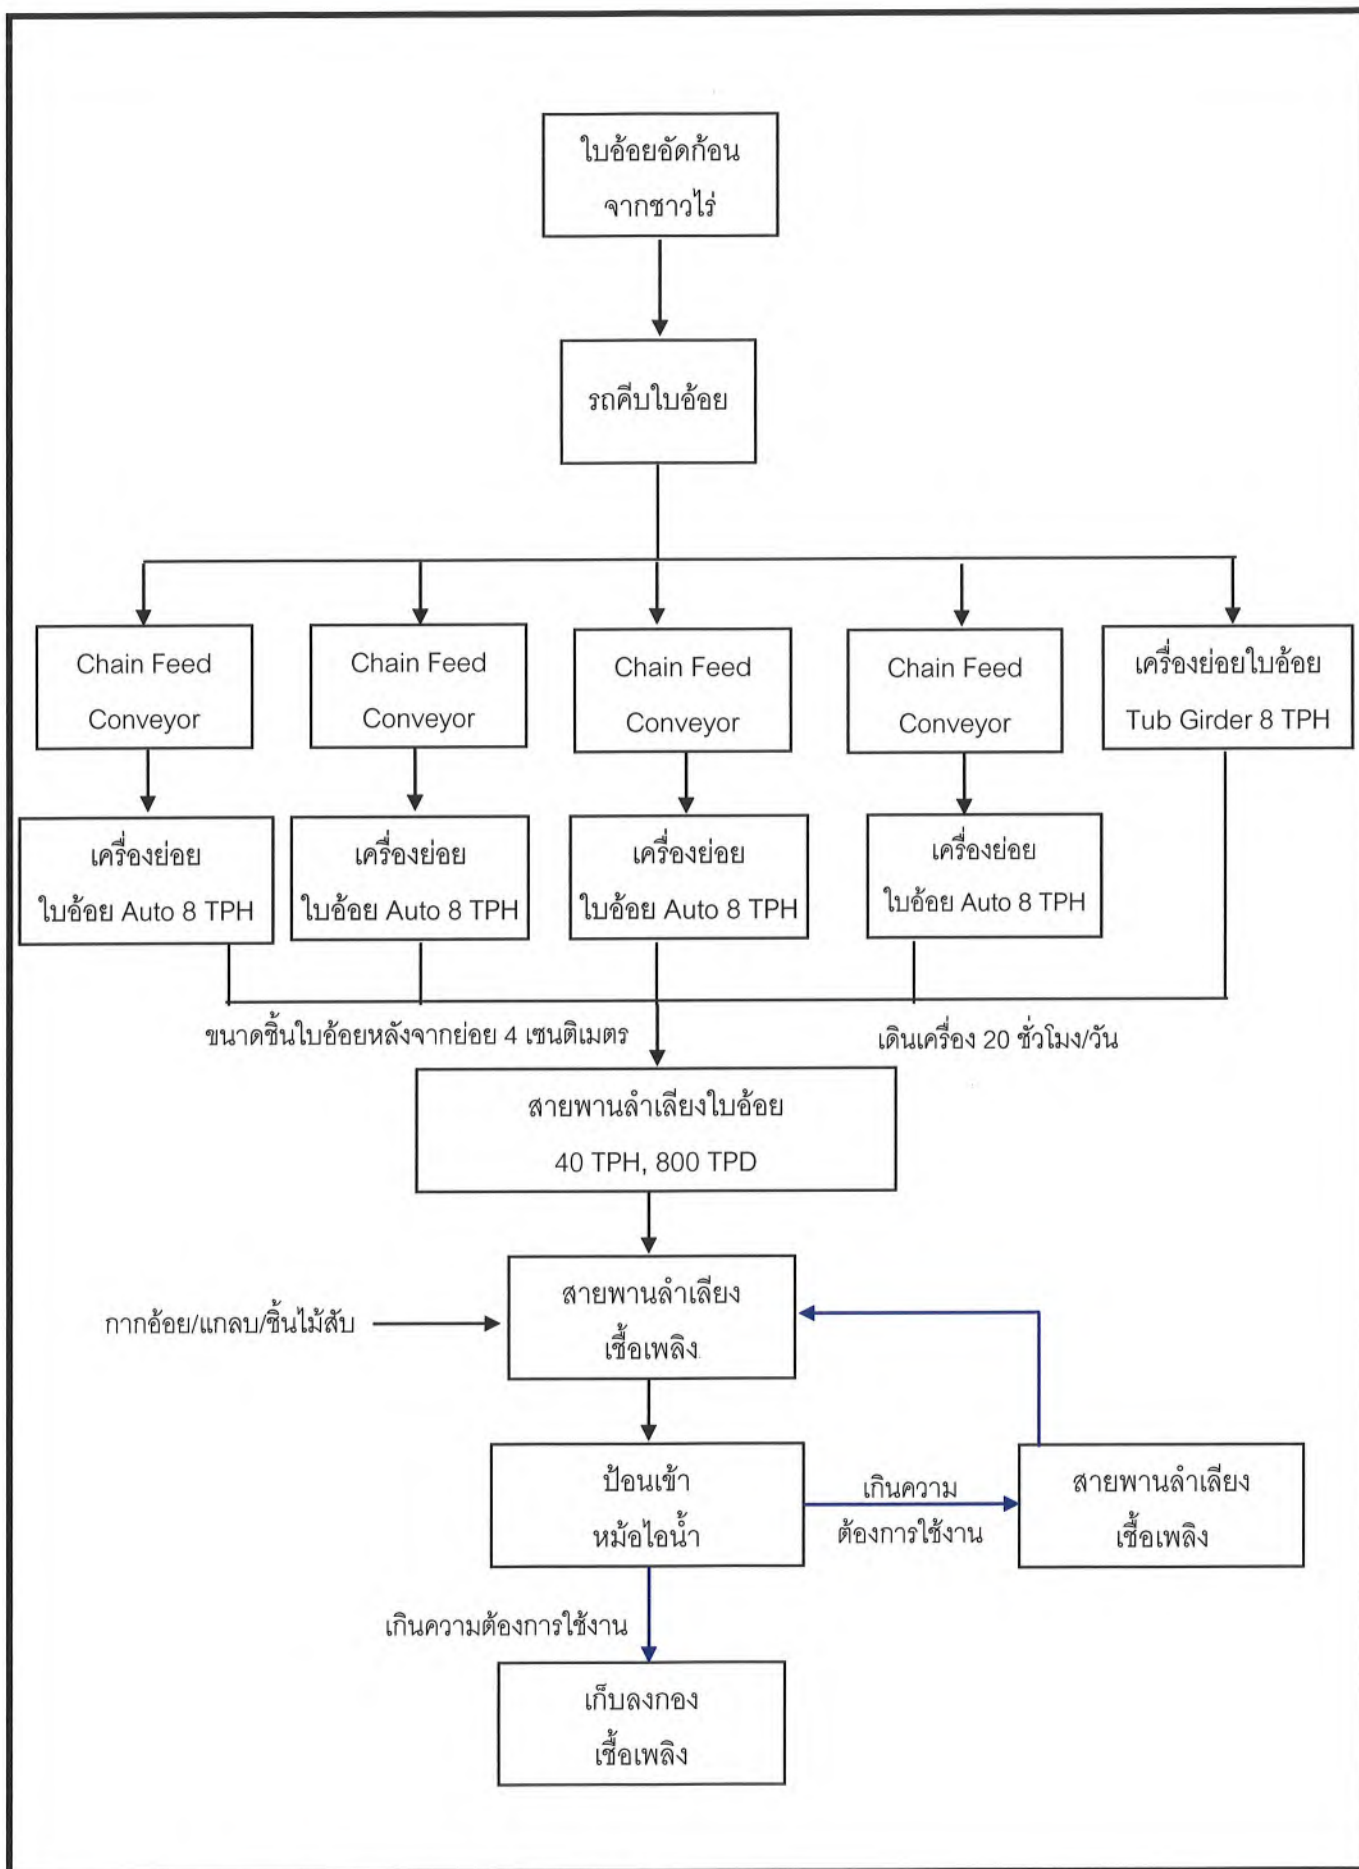 ใบอ้อยอัดก้อน
จากชาวไร่
รถคีบใบอ้อย
Chain Feed
Conveyor
Chain Feed
Conveyor
Chain Feed
Conveyor
Chain Feed
Conveyor
เครื่องย่อยใบอ้อย
Tub Girder 8 TPH
เครื่องย่อย
ใบอ้อย Auto 8 TPH
เครื่องย่อย
ใบอ้อย Auto 8 TPH
เครื่องย่อย
ใบอ้อย Auto 8 TPH
เครื่องย่อย
ใบอ้อย Auto 8 TPH
ขนาดชิ้นใบอ้อยหลังจากย่อย 4 เซนติเมตร
เดินเครื่อง 20 ชั่วโมง/วัน
สายพานลำเลียงใบอ้อย
40 TPH, 800 TPD
สายพานลำเลียง
เชื้อเพลิง
กากอ้อย/แกลบ/ชิ้นไม้สับ
ป้อนเข้า
หม้อไอน้ำ
เกินความ
ต้องการใช้งาน
สายพานลำเลียง
เชื้อเพลิง
เกินความต้องการใช้งาน
เก็บลงกอง
เชื้อเพลิง